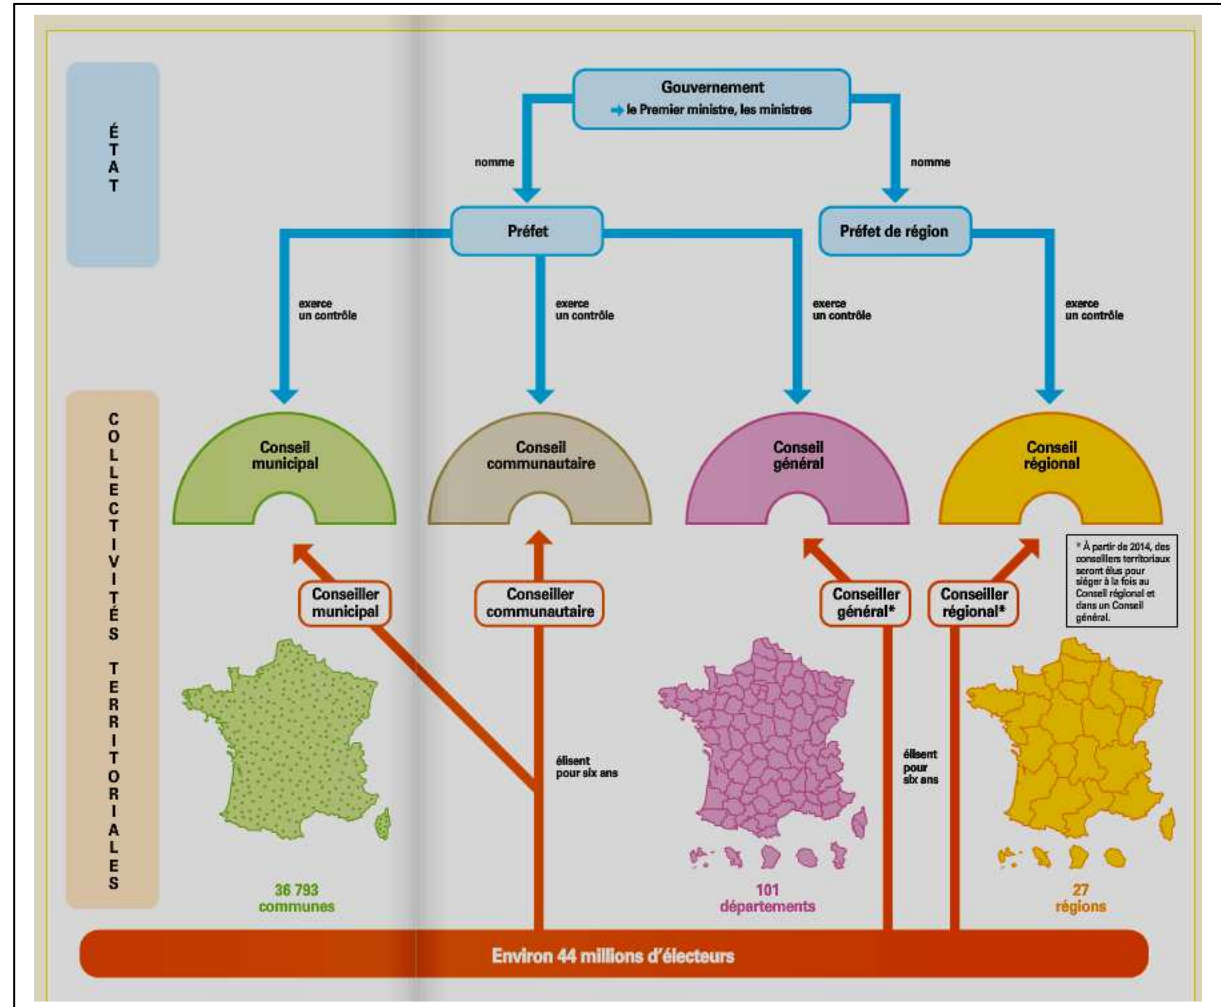 ÉTAT
Gouvernement
➔ le Premier ministre, les ministres
nomme
nomme
Préfet
Préfet de région
exerce
un contrôle
exerce
un contrôle
exerce
un contrôle
exerce
un contrôle
COLLECTIVITÉS TERRITORIALES
Conseil
municipal
Conseil
communautaire
Conseil
général
Conseil
régional
* À partir de 2014, des
conseillers territoriaux
seront élus pour
siéger à la fois au
Conseil régional et
dans un Conseil
général.
Conseiller
municipal
Conseiller
communautaire
Conseiller
général*
Conseiller
régional*
élisent
pour six ans
élisent
pour
six ans
36 793
communes
101
départements
27
régions
Environ 44 millions d'électeurs